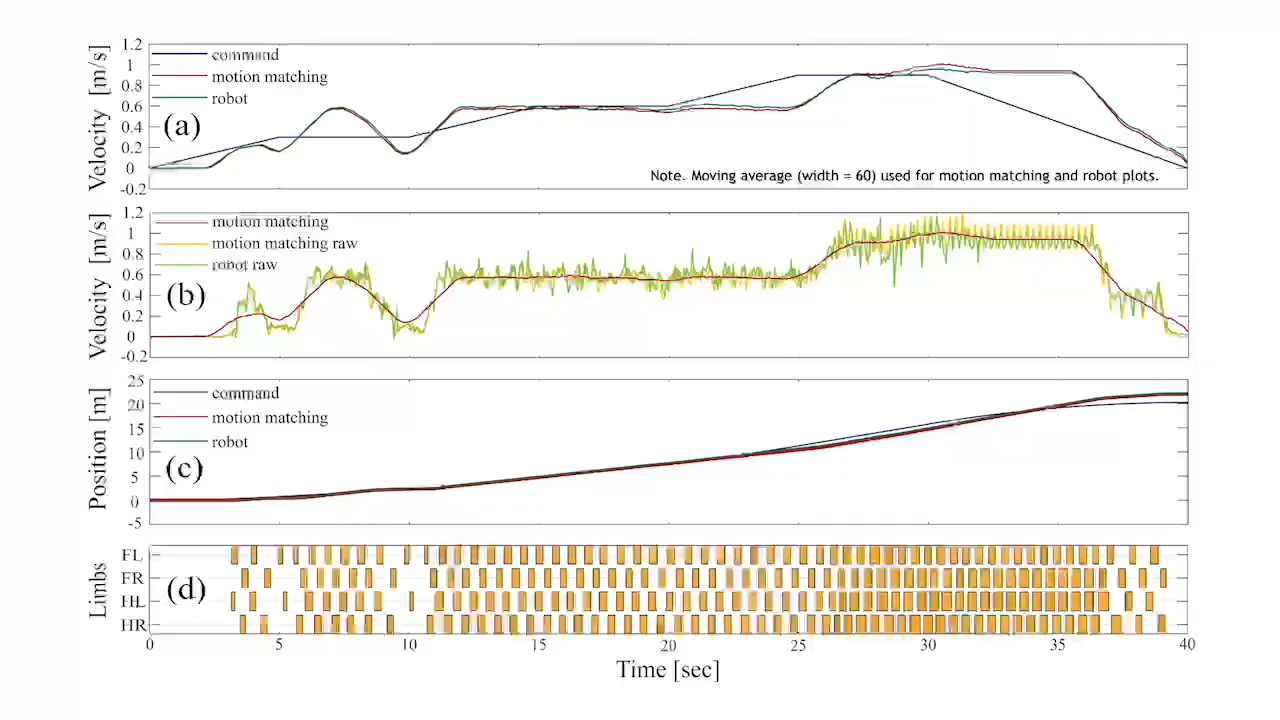 Velocity [m/s]
1.2
1
0.8
0.6
0.4
0.2
0
-0.2
command
motion matching
robot
(a)
Note. Moving average (width = 60) used for motion matching and robot plots.
Velocity [m/s]
1.2
1
0.8
0.6
0.4
0.2
0
-0.2
motion matching
motion matching raw
robot raw
(b)
Position [m]
25
20
15
10
5
0
-5
command
motion matching
robot
(c)
Limbs
FL
FR
HL
HR
(d)
0 5 10 15 20 25 30 35 40
Time [sec]